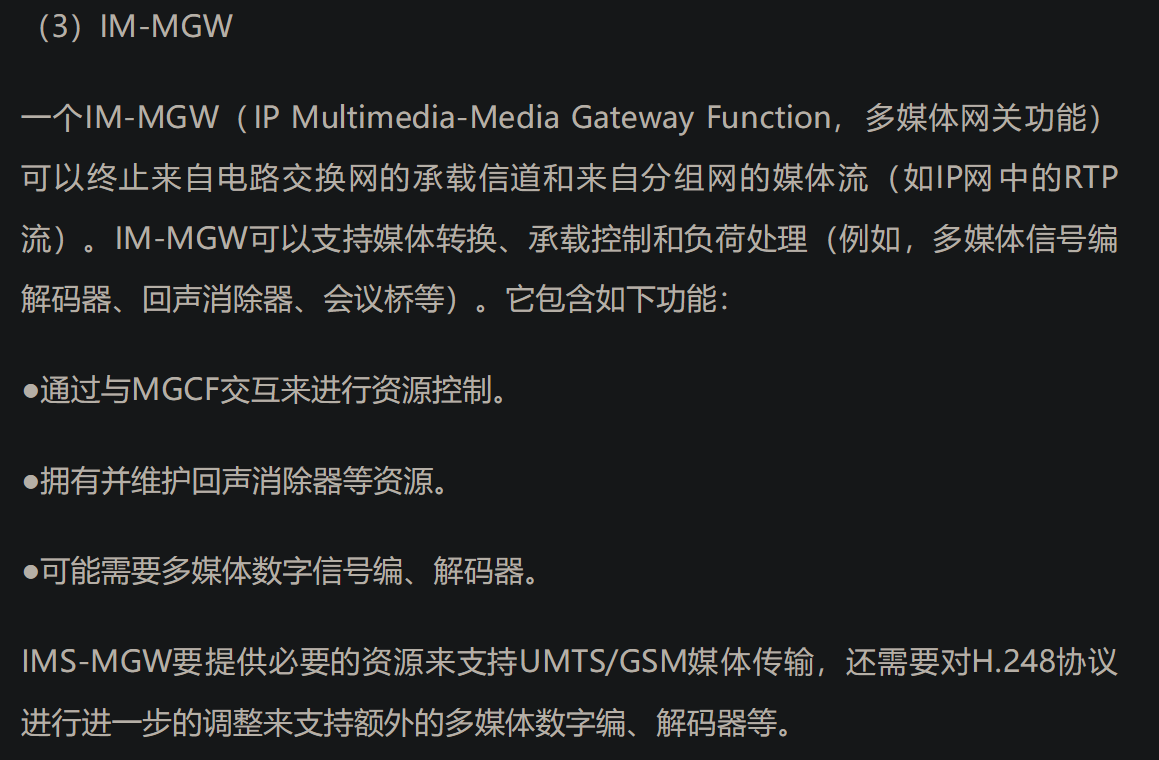 （3）IM-MGW
一个IM-MGW（IP Multimedia-Media Gateway Function，多媒体网关功能）
可以终止来自电路交换网的承载信道和来自分组网的媒体流（如IP网中的RTP
流）。IM-MGW可以支持媒体转换、承载控制和负荷处理（例如，多媒体信号编
解码器、回声消除器、会议桥等）。它包含如下功能：
●通过与MGCF交互来进行资源控制。
●拥有并维护回声消除器等资源。
●可能需要多媒体数字信号编、解码器。
IMS-MGW要提供必要的资源来支持UMTS/GSM媒体传输，还需要对H.248协议
进行进一步的调整来支持额外的多媒体数字编、解码器等。